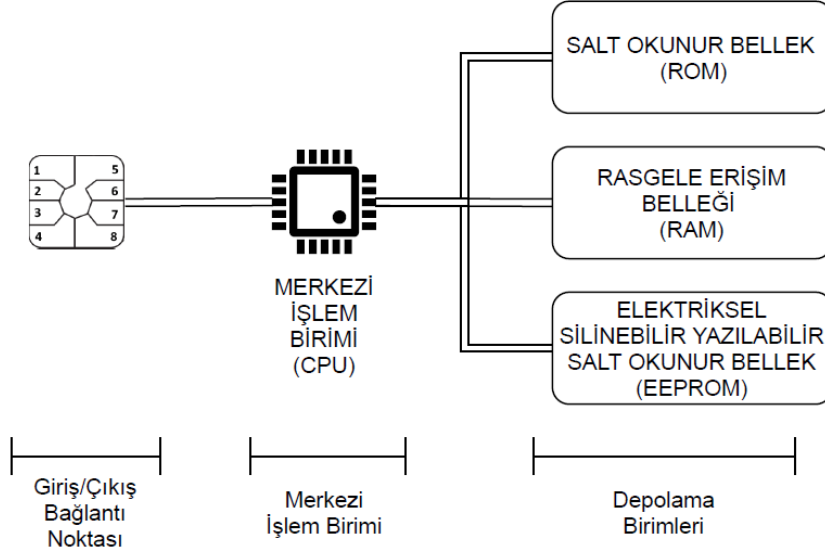 SALT OKUNUR BELLEK
(ROM)
1 5
2 6
3 7
4 8
RASGELE ERİŞİM
BELLEĞİ
(RAM)
MERKEZİ
İŞLEM
BİRİMİ
(CPU)
ELEKTRİKSEL
SİLİNEBİLİR YAZILABİLİR
SALT OKUNUR BELLEK
(EEPROM)
Giriş/Çıkış
Bağlantı
Noktası
Merkezi
İşlem Birimi
Depolama
Birimleri